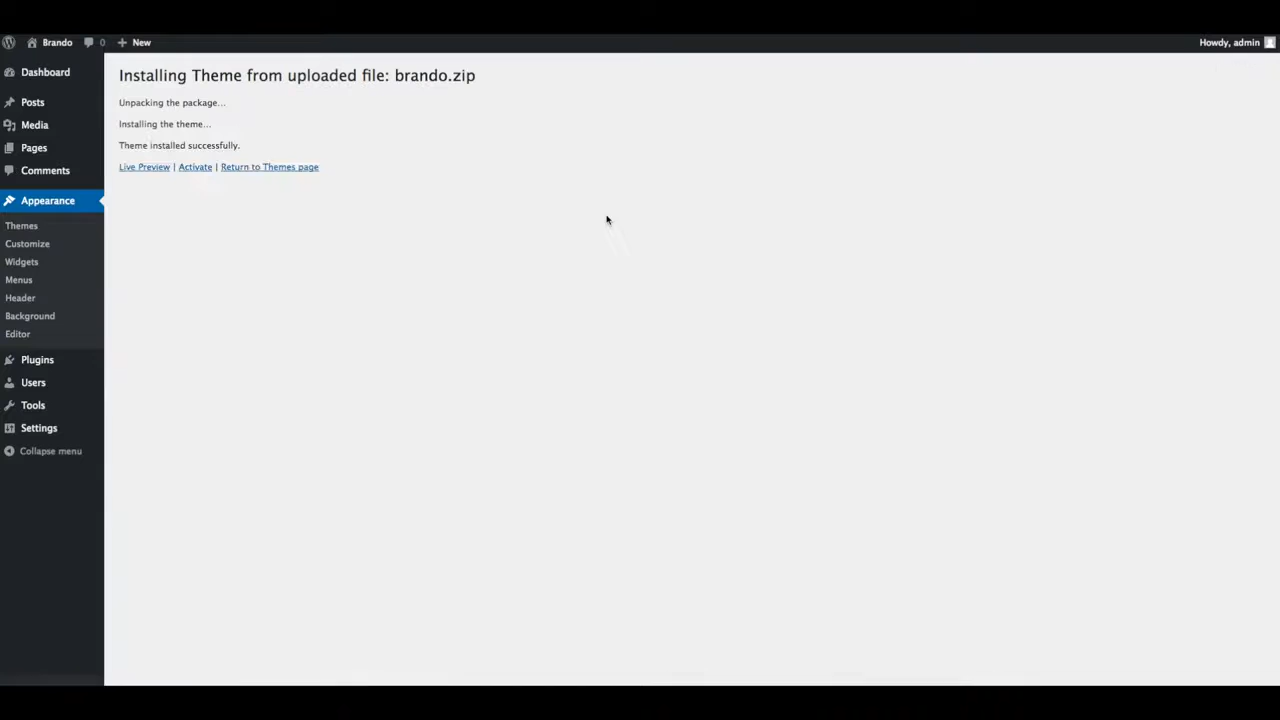 Brando 0 New Howdy, admin
Dashboard
Posts
Media
Pages
Comments
Appearance
Themes
Customize
Widgets
Menus
Header
Background
Editor
Plugins
Users
Tools
Settings
Collapse menu
Installing Theme from uploaded file: brando.zip
Unpacking the package...
Installing the theme...
Theme installed successfully.
Live Preview | Activate | Return to Themes page